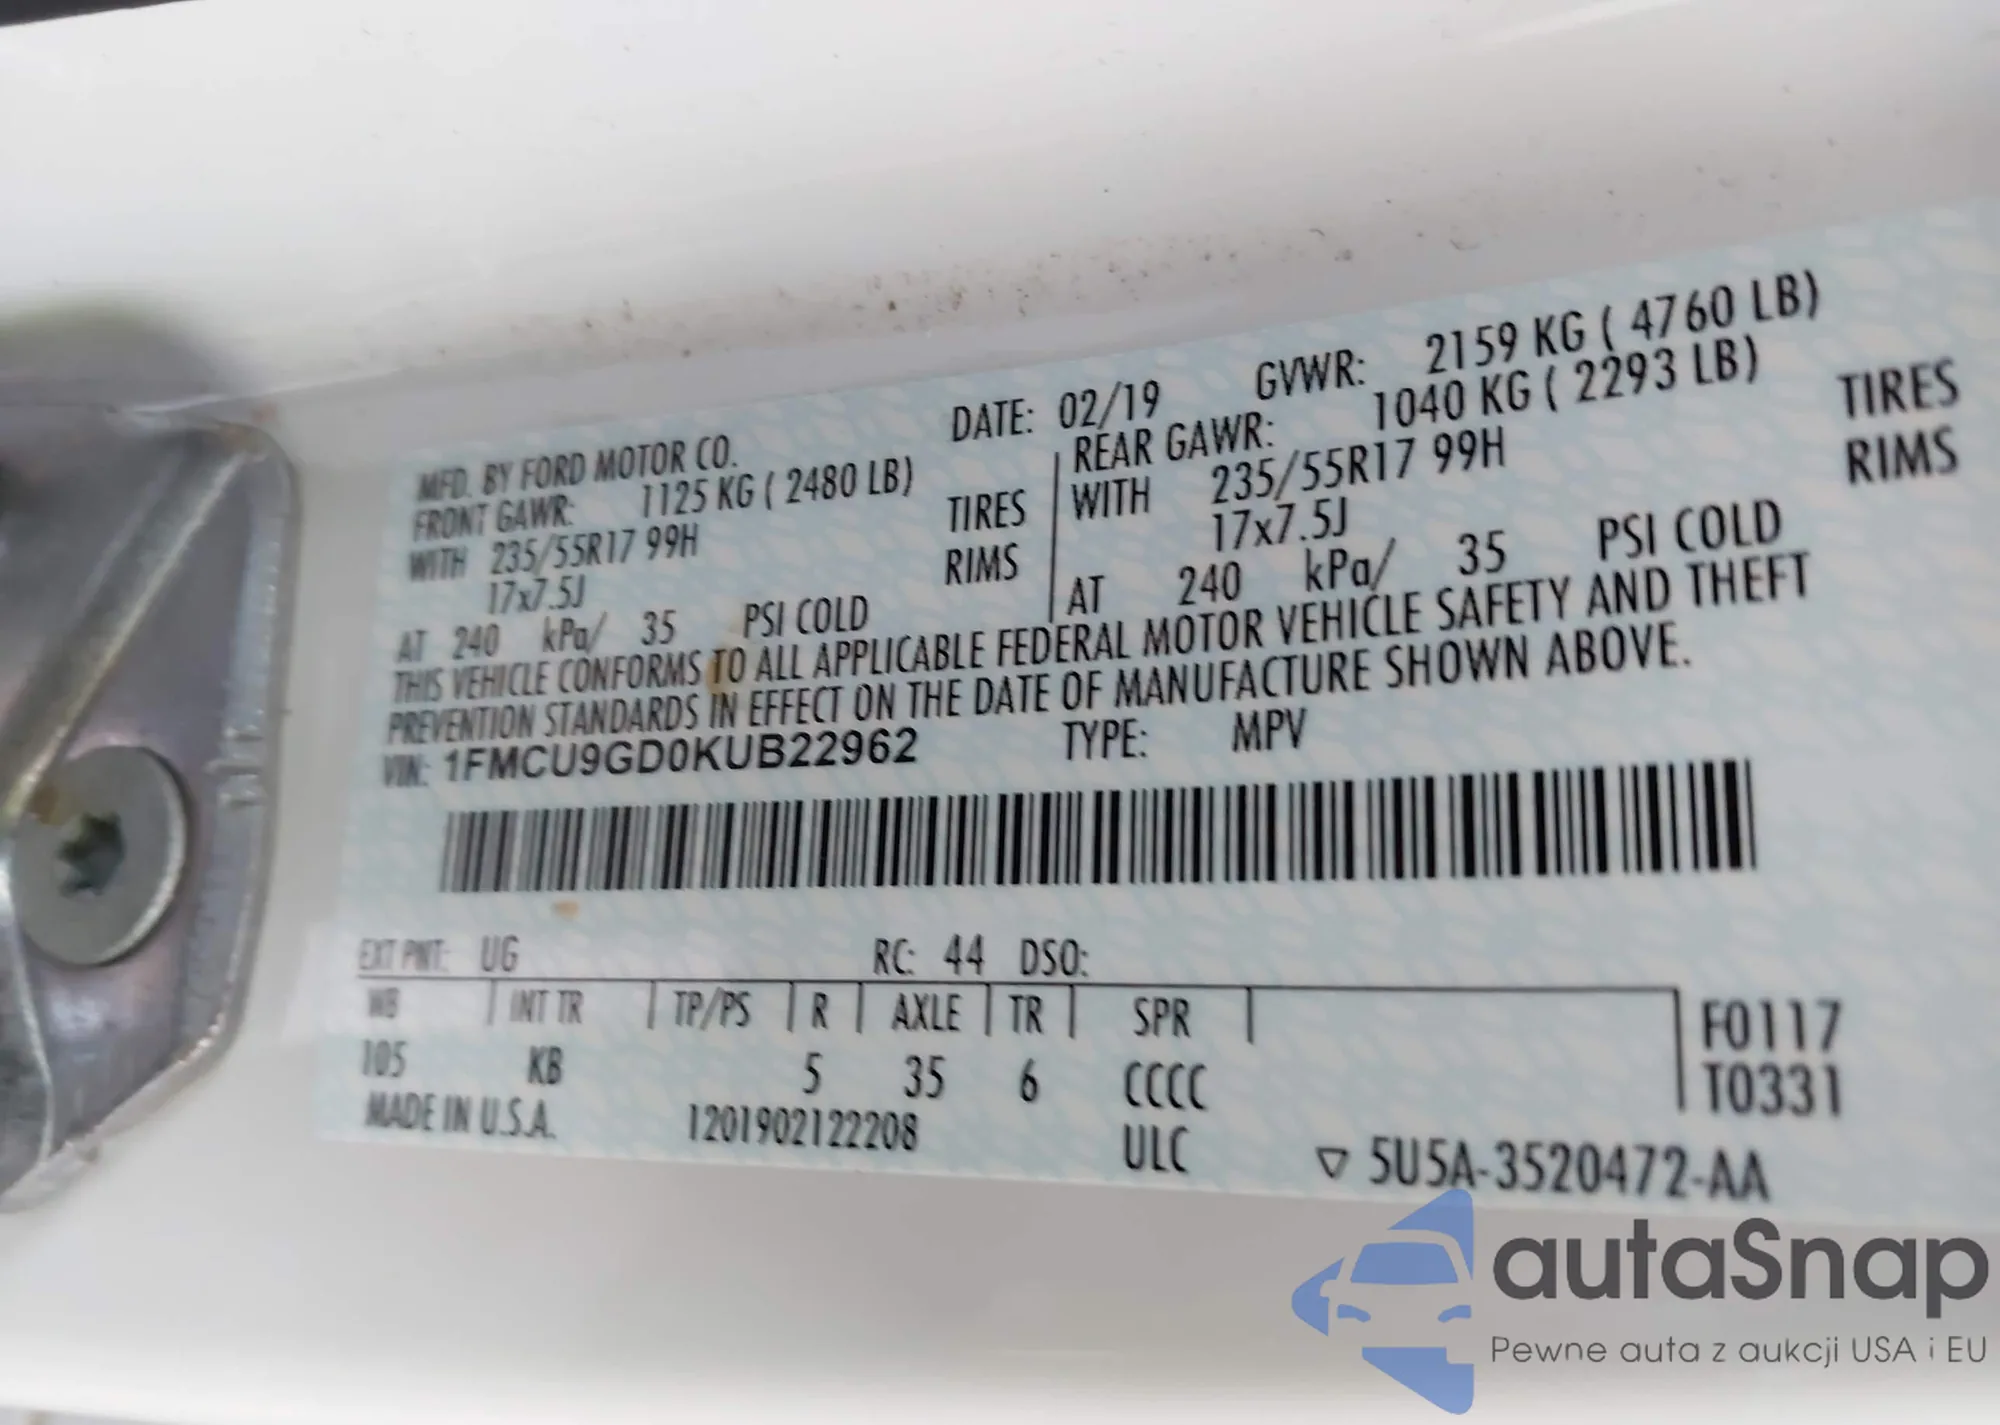 MFD. BY FORD MOTOR CO. DATE: 02/19 GVWR: 2159 KG ( 4760 LB)
FRONT GAWR: 1125 KG ( 2480 LB) REAR GAWR: 1040 KG ( 2293 LB)
WITH 235/55R17 99H TIRES WITH 235/55R17 99H TIRES
17x7.5J RIMS 17x7.5J RIMS
AT 240 kPa/ 35 PSI COLD AT 240 kPa/ 35 PSI COLD
THIS VEHICLE CONFORMS TO ALL APPLICABLE FEDERAL MOTOR VEHICLE SAFETY AND THEFT
PREVENTION STANDARDS IN EFFECT ON THE DATE OF MANUFACTURE SHOWN ABOVE.
VIN: 1FMCU9GD0KUB22962 TYPE: MPV
EXT PNT: UG RC: 44 DSO:
WB INT TR TP/PS R AXLE TR SPR F0117
105 KB 5 35 6 CCCC T0331
MADE IN U.S.A. 1201902122208 ULC ▽ 5U5A-3520472-AA
autaSnap
Pewne auta z aukcji USA i EU